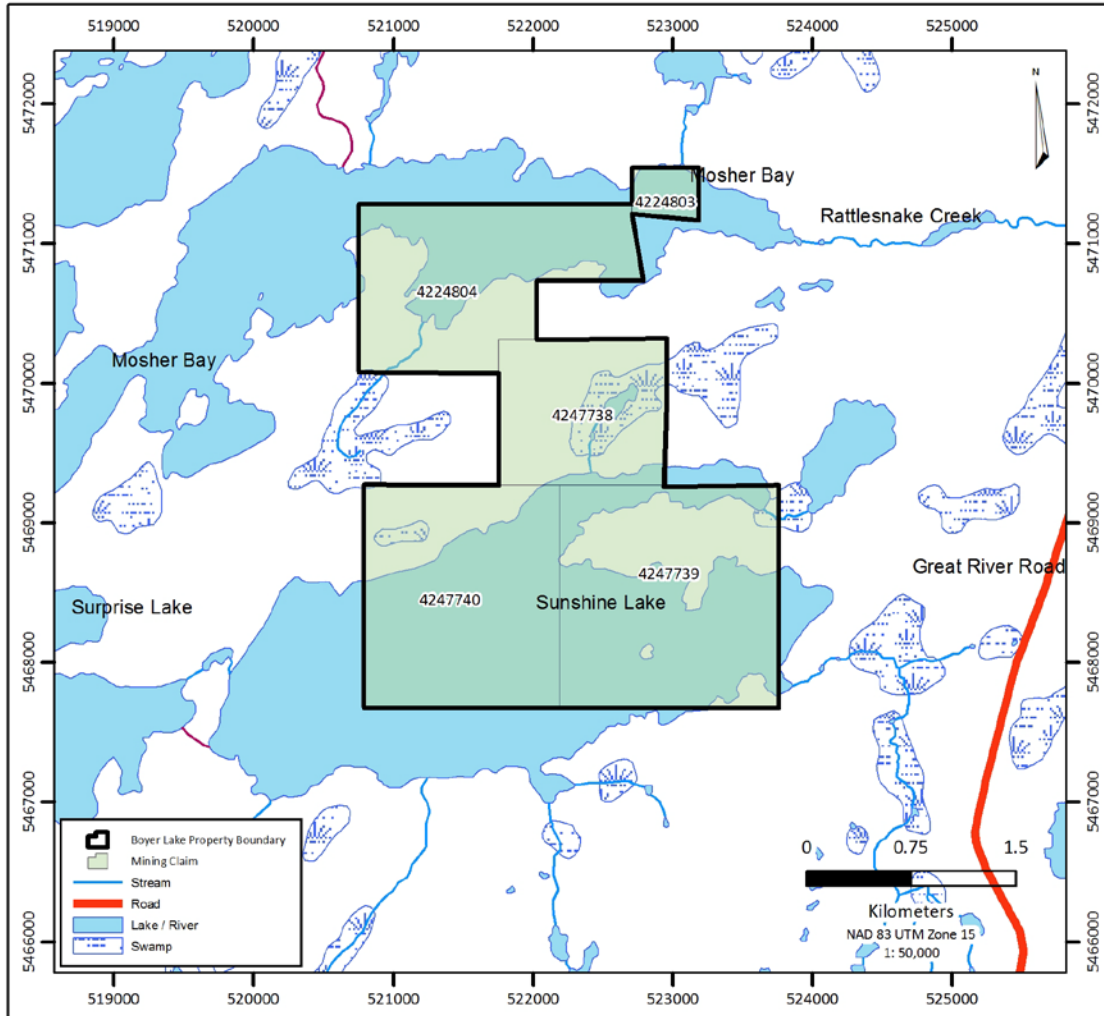 519000 520000 521000 522000 523000 524000 525000
5472000 5472000
N
Mosher Bay
4224803
Rattlesnake Creek
5471000 5471000
4224804
Mosher Bay
5470000 5470000
4247738
5469000 5469000
Great River Road
4247739
4247740
Sunshine Lake
Surprise Lake
5468000 5468000
5467000 5467000
Boyer Lake Property Boundary
Mining Claim
Stream
Road
Lake / River
Swamp
0 0.75 1.5
Kilometers
NAD 83 UTM Zone 15
1: 50,000
5466000 5466000
519000 520000 521000 522000 523000 524000 525000